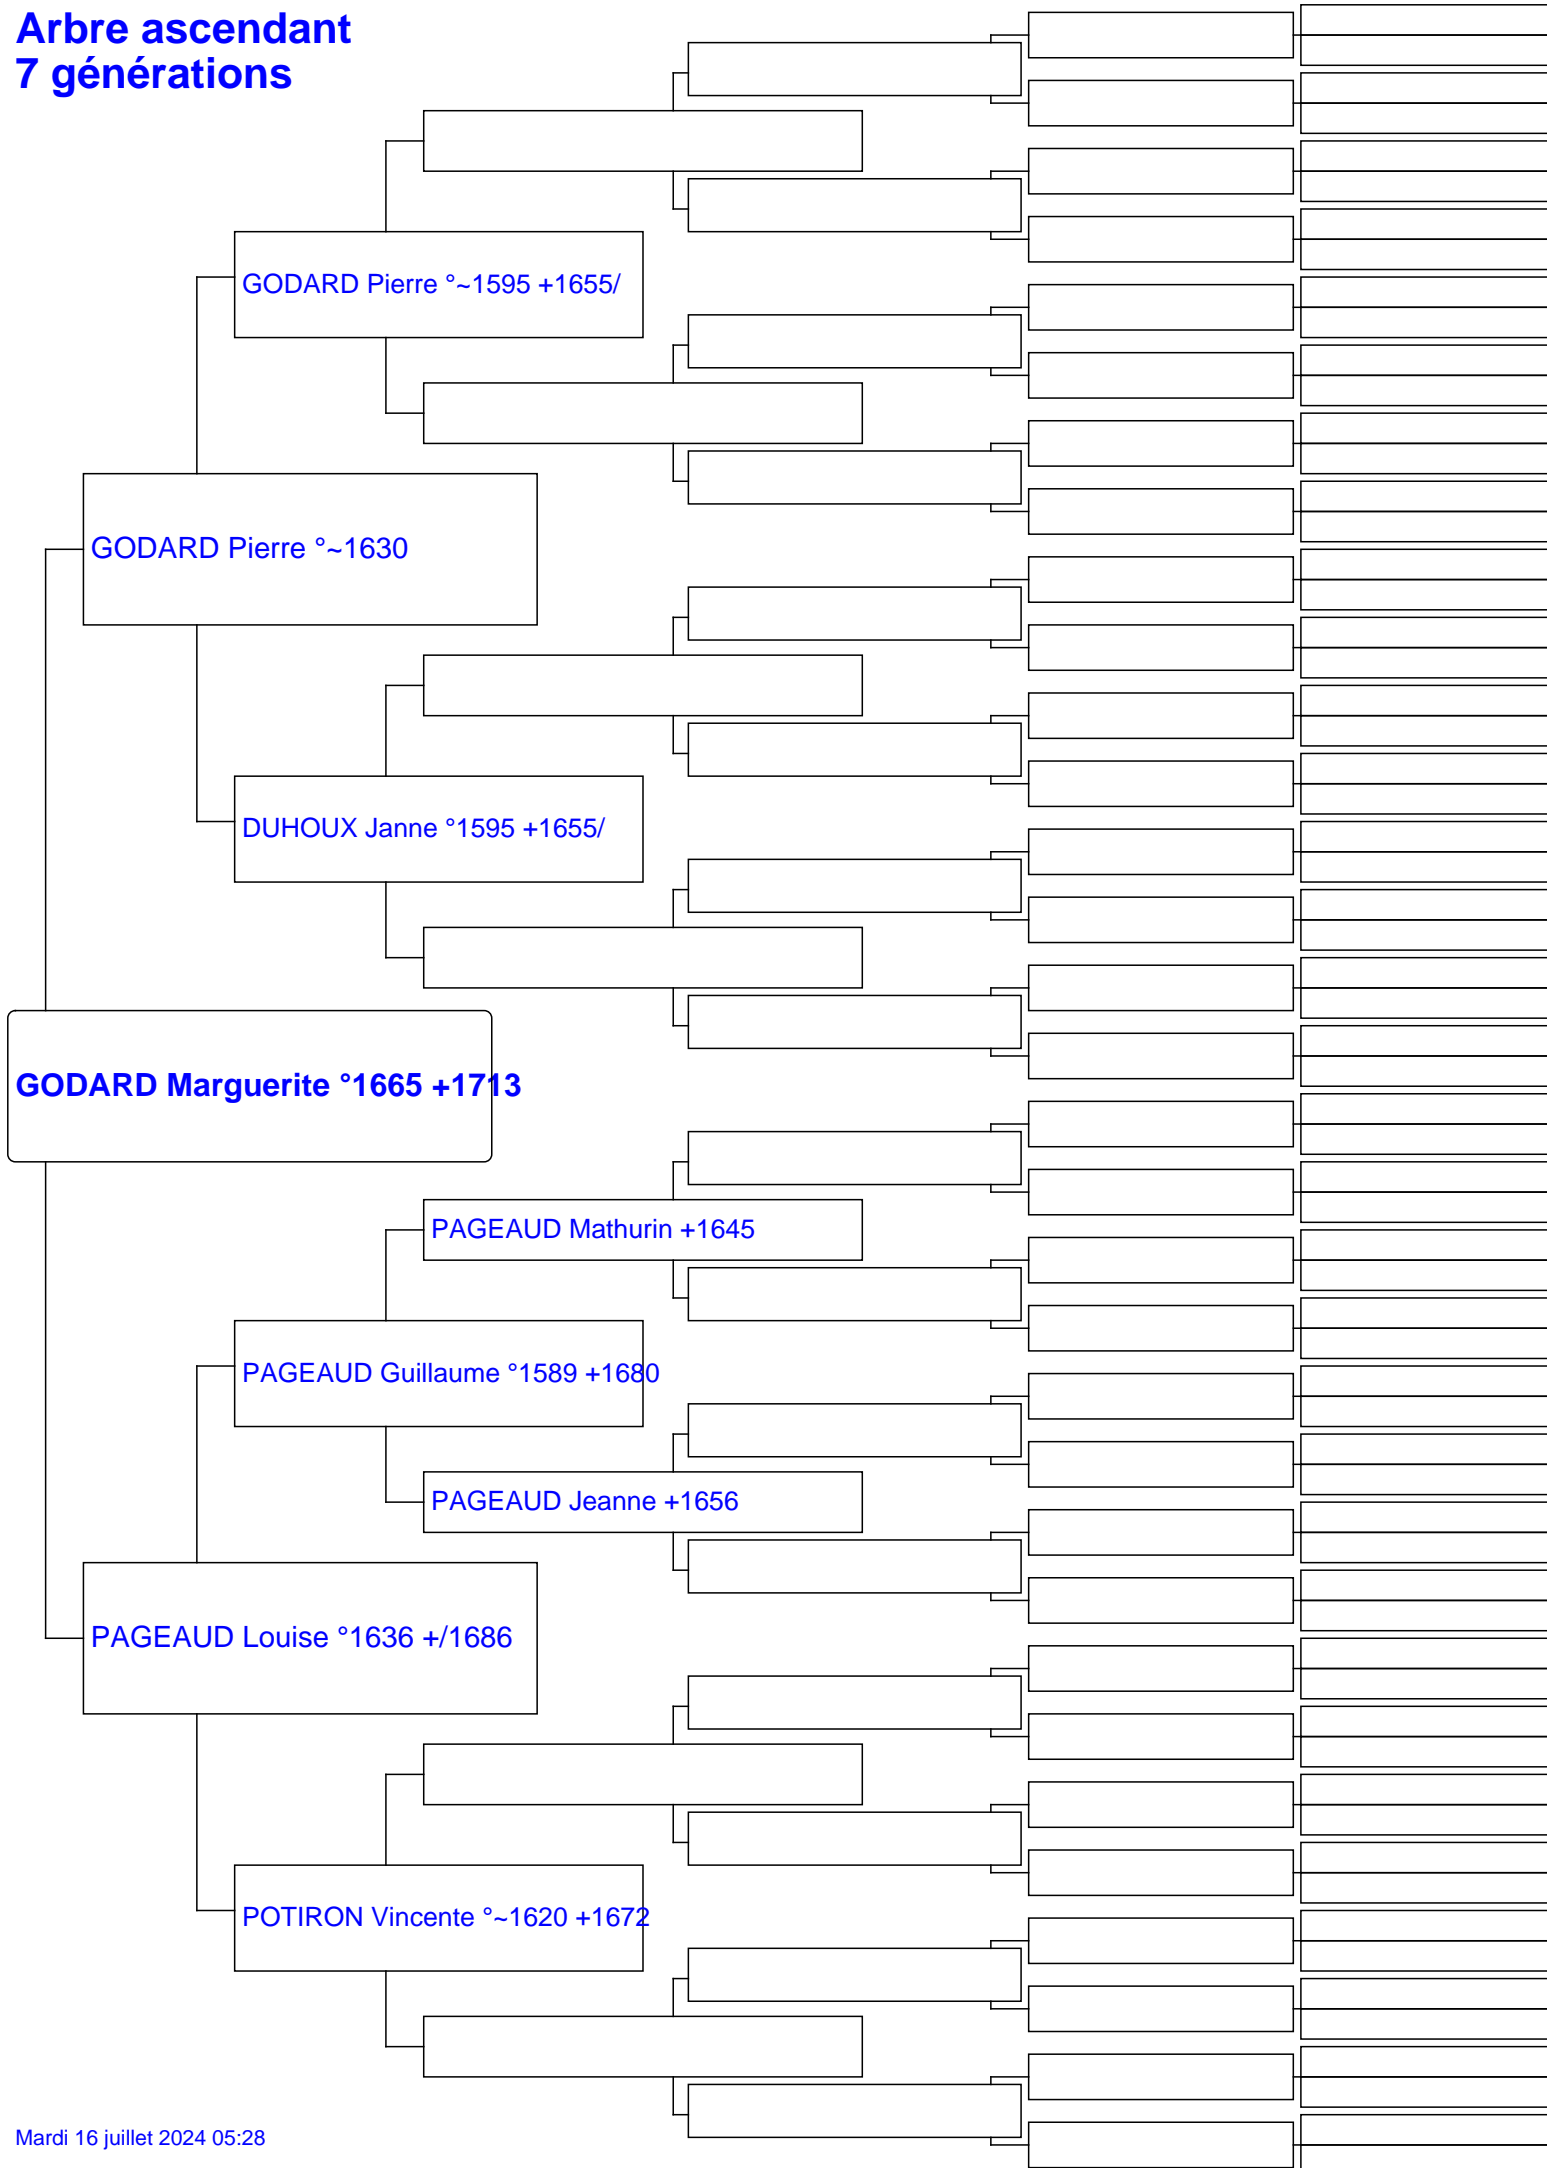 Arbre ascendant
7 générations
GODARD Pierre °~1595 +1655/
GODARD Pierre °~1630
DUHOUX Janne °1595 +1655/
GODARD Marguerite °1665 +1713
PAGEAUD Mathurin +1645
PAGEAUD Guillaume °1589 +1680
PAGEAUD Jeanne +1656
PAGEAUD Louise °1636 +/1686
POTIRON Vincente °~1620 +1672
Mardi 16 juillet 2024 05:28